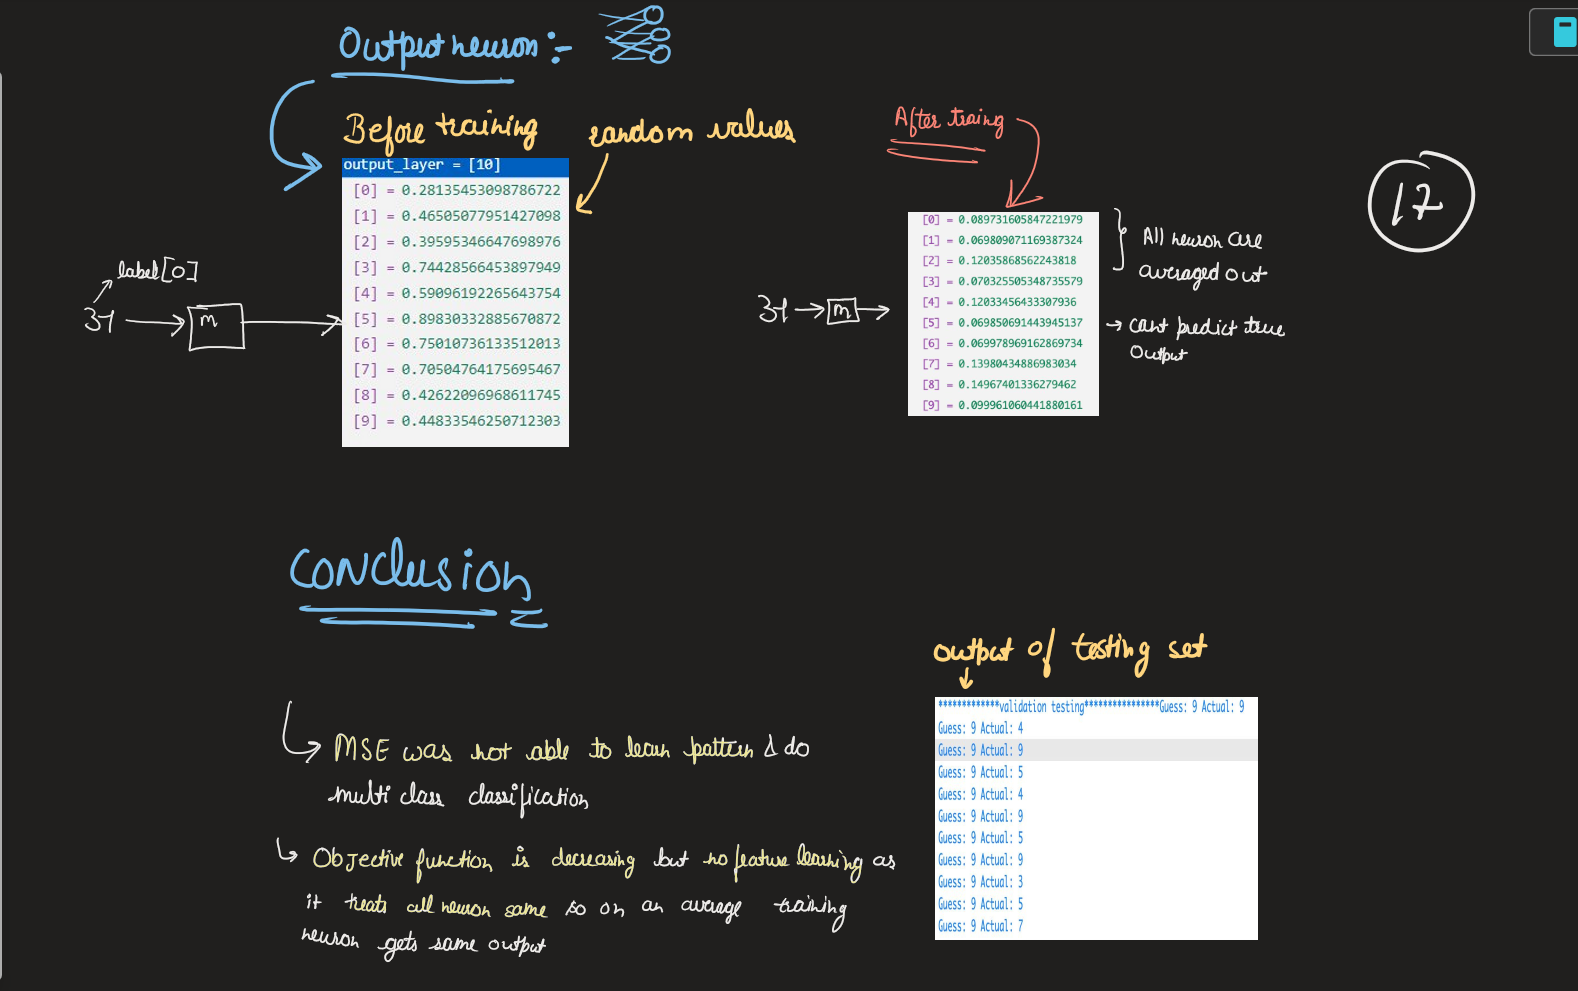 Output neuron :-
Before training
random values
After traing
output_layer = [10]
[0] = 0.28135453098786722
[1] = 0.46505077951427098
[2] = 0.39595346647698976
[3] = 0.74428566453897949
[4] = 0.59096192265643754
[5] = 0.89830332885670872
[6] = 0.75010736133512013
[7] = 0.70504764175695467
[8] = 0.42622096968611745
[9] = 0.44833546250712303
label[0]
m
17
[0] = 0.089731605847221979
[1] = 0.069809071169387324
[2] = 0.12035868562243818
[3] = 0.070325505348735579
[4] = 0.12033456433307936
[5] = 0.069850691443945137
[6] = 0.069978969162869734
[7] = 0.13980434886983034
[8] = 0.14967401336279462
[9] = 0.099961060441880161
All neuron are
averaged out
m
cant predict true
output
conclusion
MSE was not able to learn pattern & do
multi class classification
Objective function is decreasing but no feature learning as
it treats all neuron same so on an average training
neuron gets same output
output of testing set
*************validation testing****************Guess: 9 Actual: 9
Guess: 9 Actual: 4
Guess: 9 Actual: 9
Guess: 9 Actual: 5
Guess: 9 Actual: 4
Guess: 9 Actual: 9
Guess: 9 Actual: 5
Guess: 9 Actual: 9
Guess: 9 Actual: 3
Guess: 9 Actual: 5
Guess: 9 Actual: 7